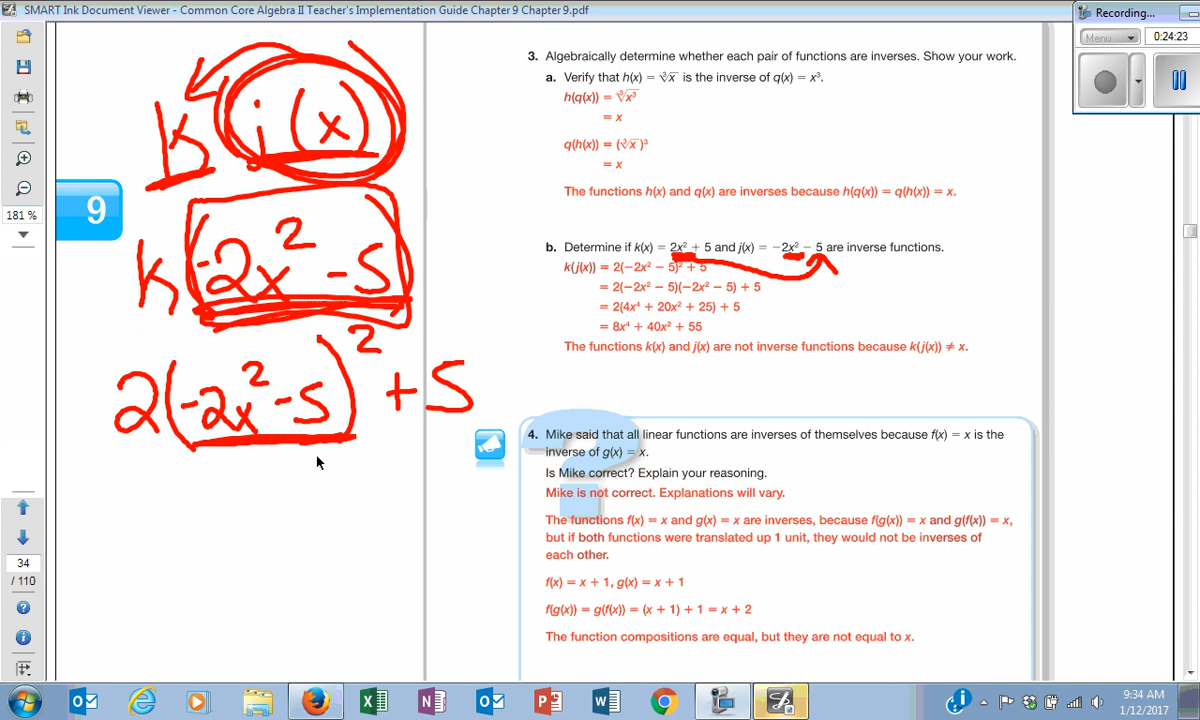 SMART Ink Document Viewer - Common Core Algebra II Teacher's Implementation Guide Chapter 9 Chapter 9.pdf
Recording...
Menu
0:24:23
181 %
34
/ 110
9
k j(x)
k(-2x² -5)
2(-2x²-5)² +5
3. Algebraically determine whether each pair of functions are inverses. Show your work.
a. Verify that h(x) = ∛x is the inverse of q(x) = x³.
h(q(x)) = ∛x³
= x
q(h(x)) = (∛x )³
= x
The functions h(x) and q(x) are inverses because h(q(x)) = q(h(x)) = x.
b. Determine if k(x) = 2x² + 5 and j(x) = −2x² − 5 are inverse functions.
k(j(x)) = 2(−2x² − 5)² + 5
= 2(−2x² − 5)(−2x² − 5) + 5
= 2(4x⁴ + 20x² + 25) + 5
= 8x⁴ + 40x² + 55
The functions k(x) and j(x) are not inverse functions because k(j(x)) ≠ x.
?
4. Mike said that all linear functions are inverses of themselves because f(x) = x is the
inverse of g(x) = x.
Is Mike correct? Explain your reasoning.
Mike is not correct. Explanations will vary.
The functions f(x) = x and g(x) = x are inverses, because f(g(x)) = x and g(f(x)) = x,
but if both functions were translated up 1 unit, they would not be inverses of
each other.
f(x) = x + 1, g(x) = x + 1
f(g(x)) = g(f(x)) = (x + 1) + 1 = x + 2
The function compositions are equal, but they are not equal to x.
9:34 AM
1/12/2017